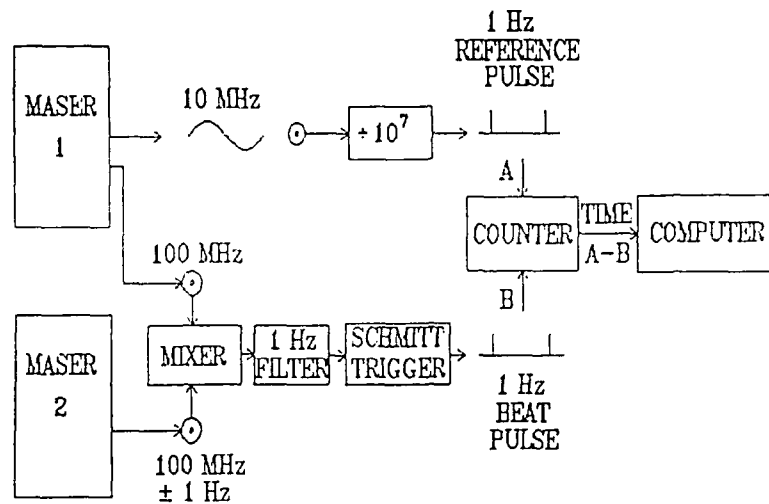 1 Hz
REFERENCE
PULSE
MASER
1
10 MHz
÷10⁷
A
COUNTER
TIME
A-B
COMPUTER
B
100 MHz
MIXER
1 Hz
FILTER
SCHMITT
TRIGGER
MASER
2
100 MHz
± 1 Hz
1 Hz
BEAT
PULSE